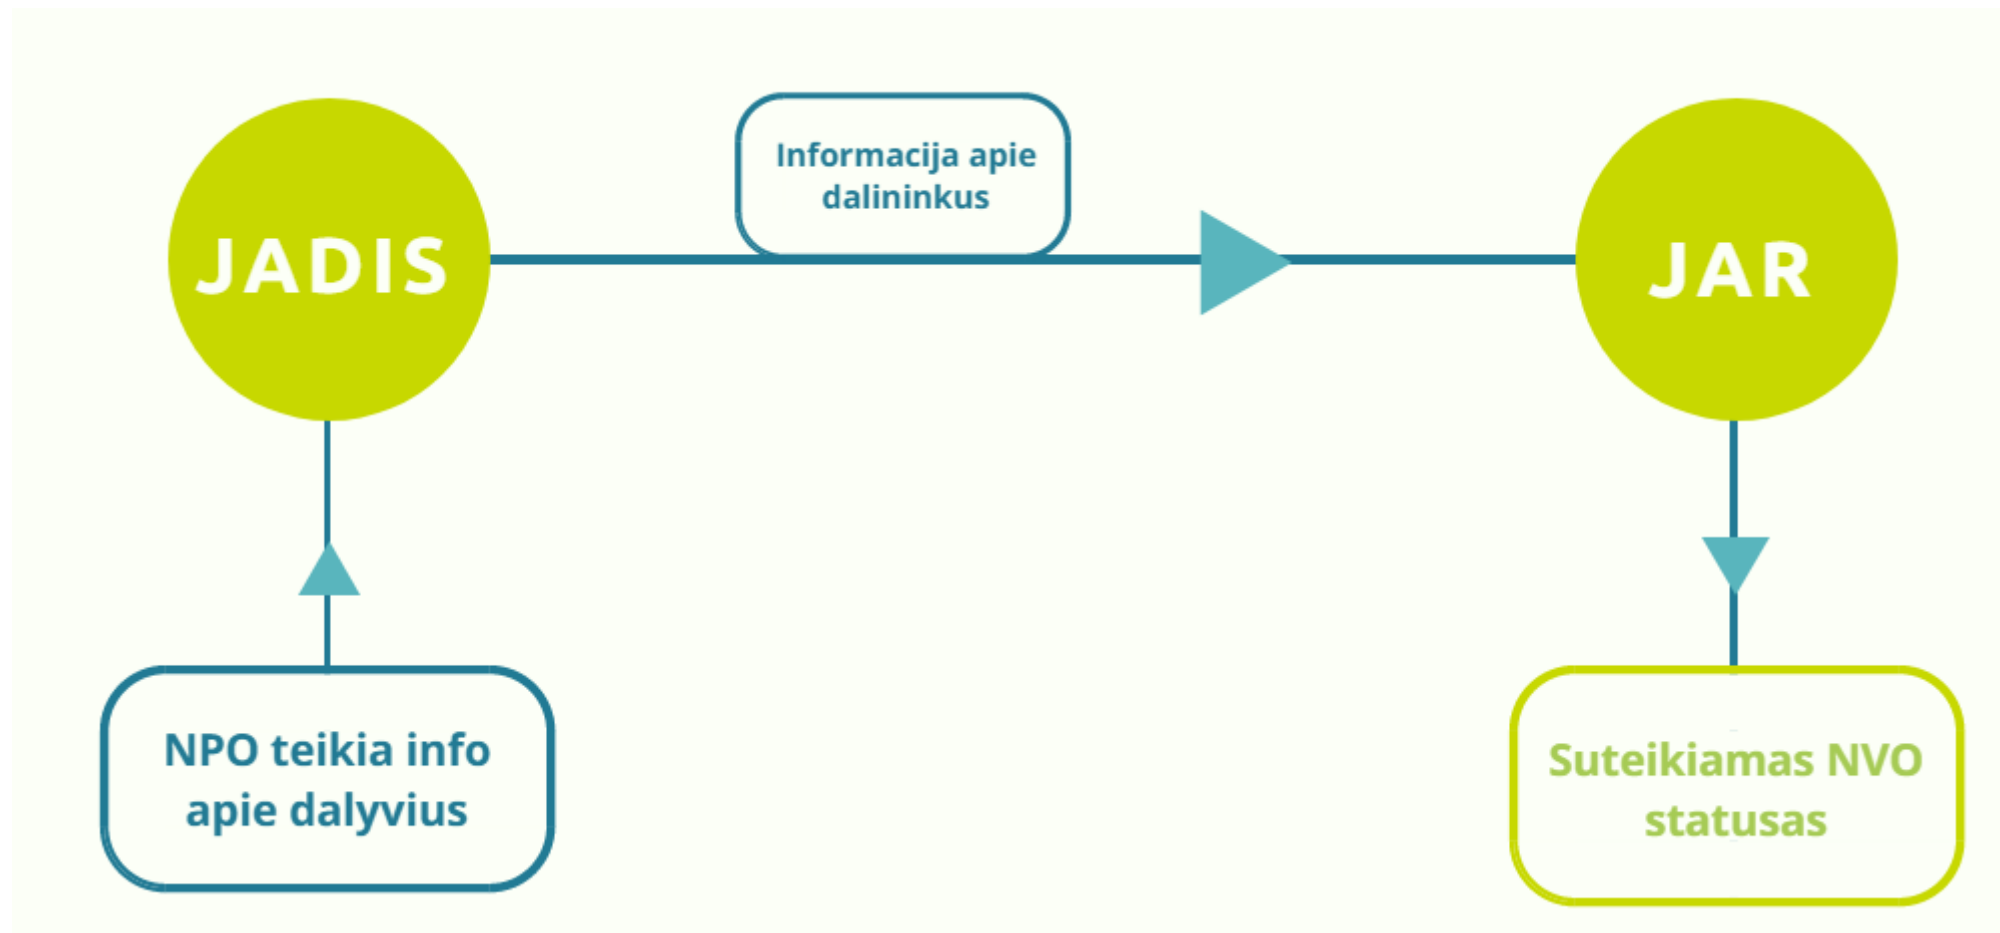 JADIS
Informacija apie
dalininkus
JAR
NPO teikia info
apie dalyvius
Suteikiamas NVO
statusas